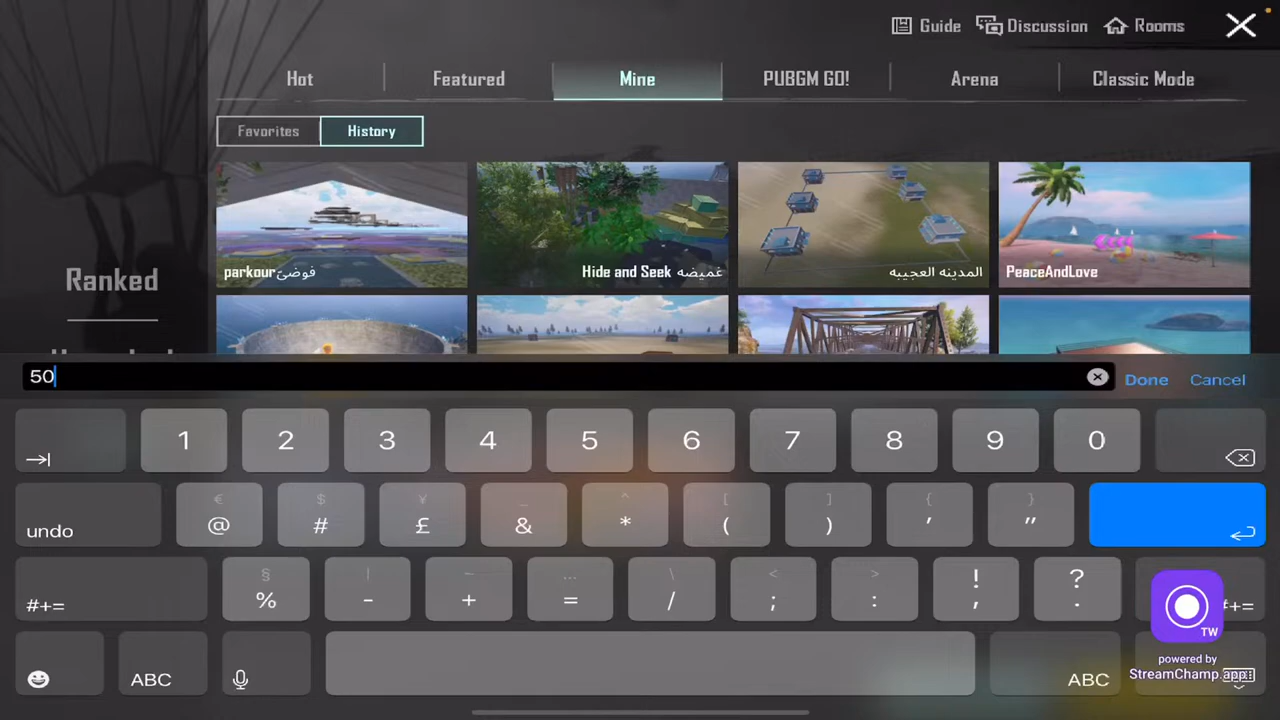 Guide Discussion Rooms
Hot Featured Mine PUBGM GO! Arena Classic Mode
Favorites History
parkourفوضىّ
Hide and Seek غميضه
المدينه العجيبه
PeaceAndLove
Ranked
50
Done Cancel
1 2 3 4 5 6 7 8 9 0
€ $ ¥ _ ^ [ ] { }
undo @ # £ & * ( ) ' "
§ | ~ … \ < > ! ?
#+= % - + = / ; : , . #+=
ABC ABC
TW
powered by
StreamChamp.app